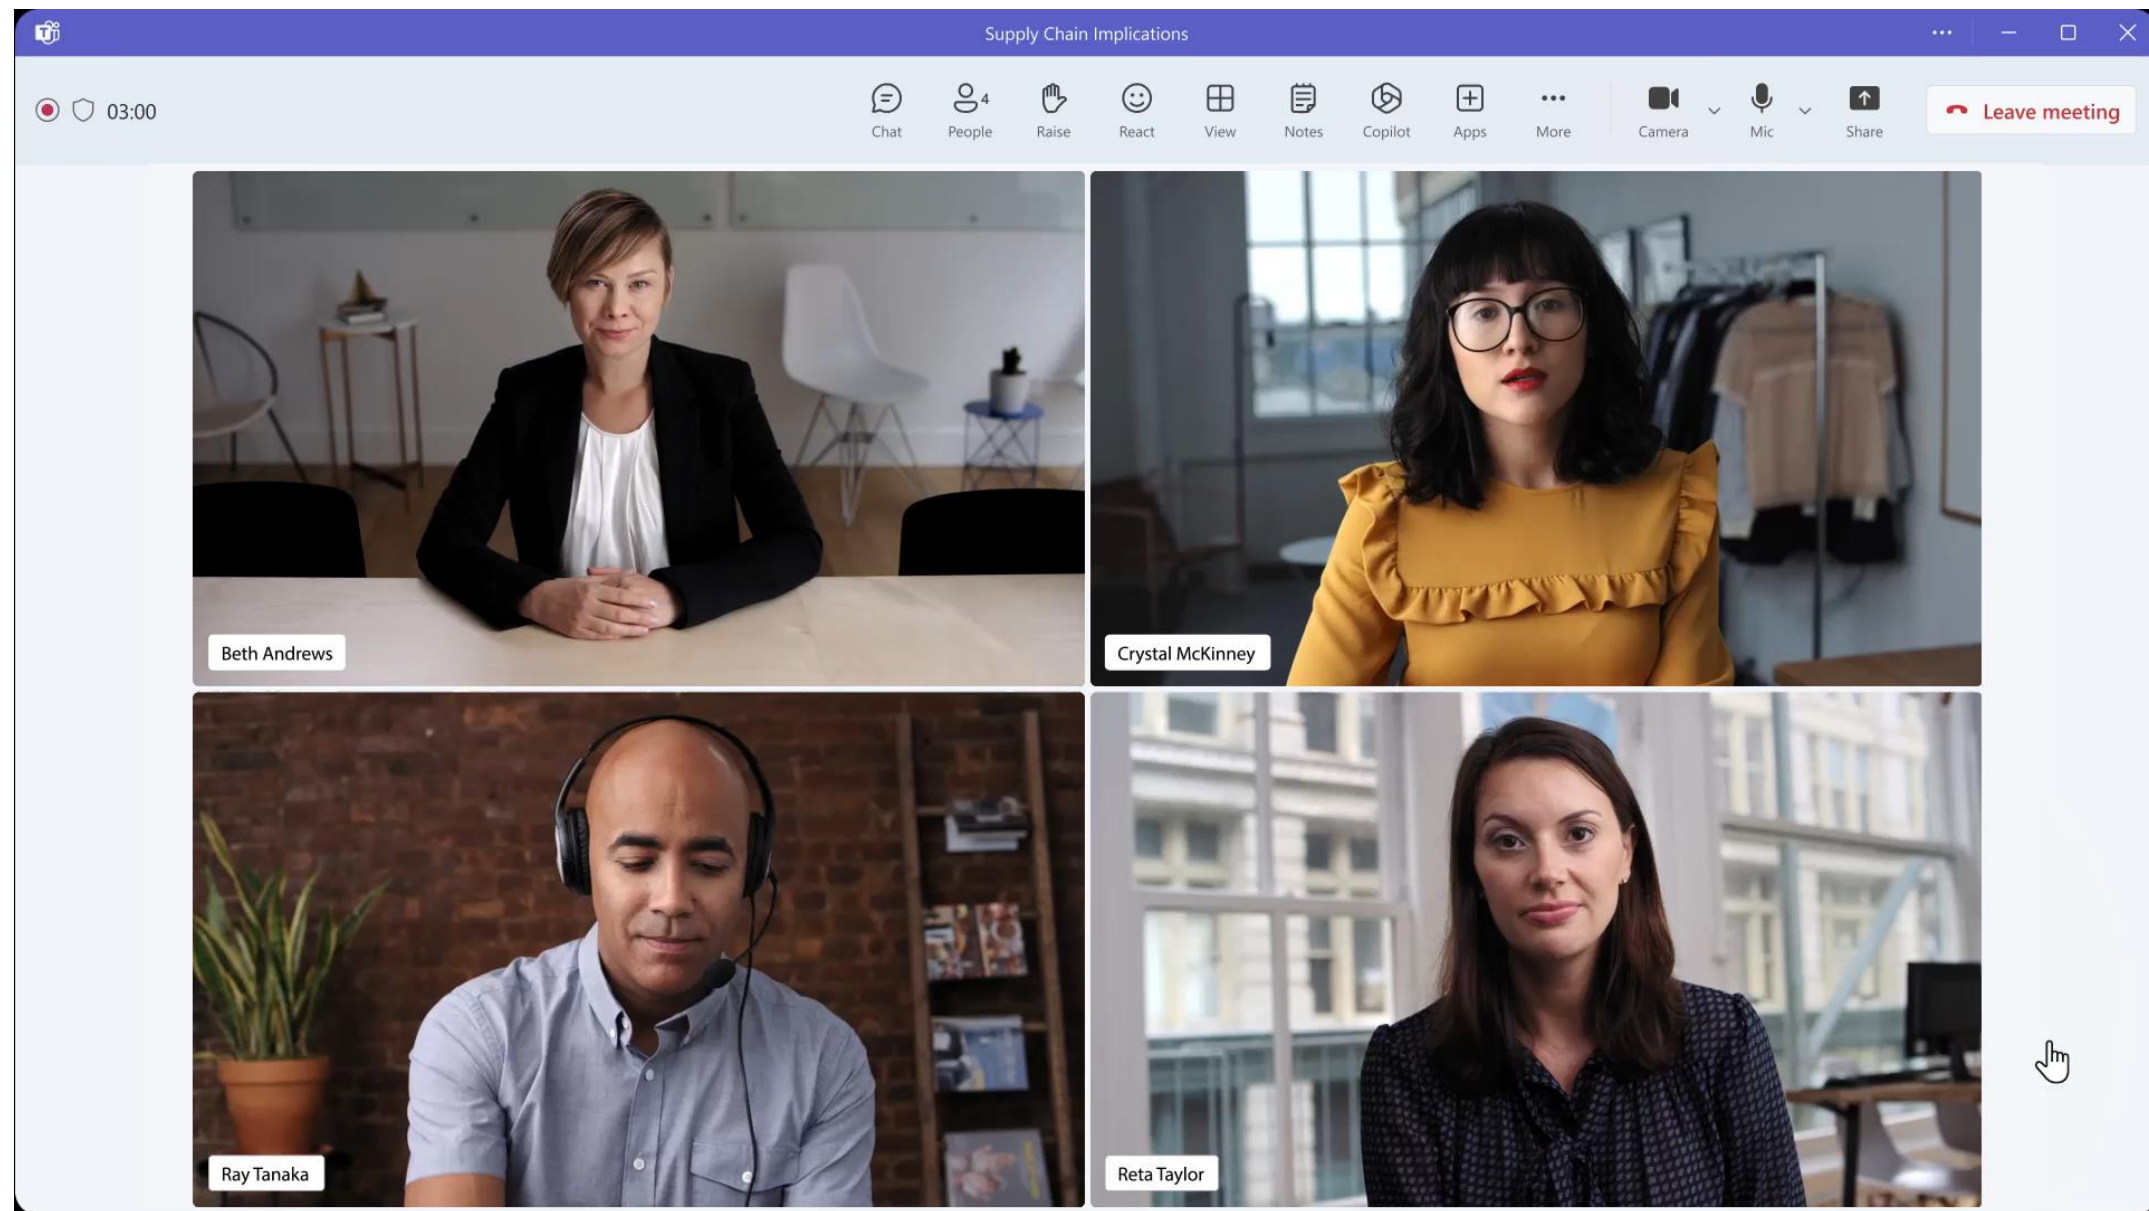 Supply Chain Implications
03:00
Chat
People
4
Raise
React
View
Notes
Copilot
Apps
More
Camera
Mic
Share
Leave meeting
Beth Andrews
Crystal McKinney
Ray Tanaka
Reta Taylor